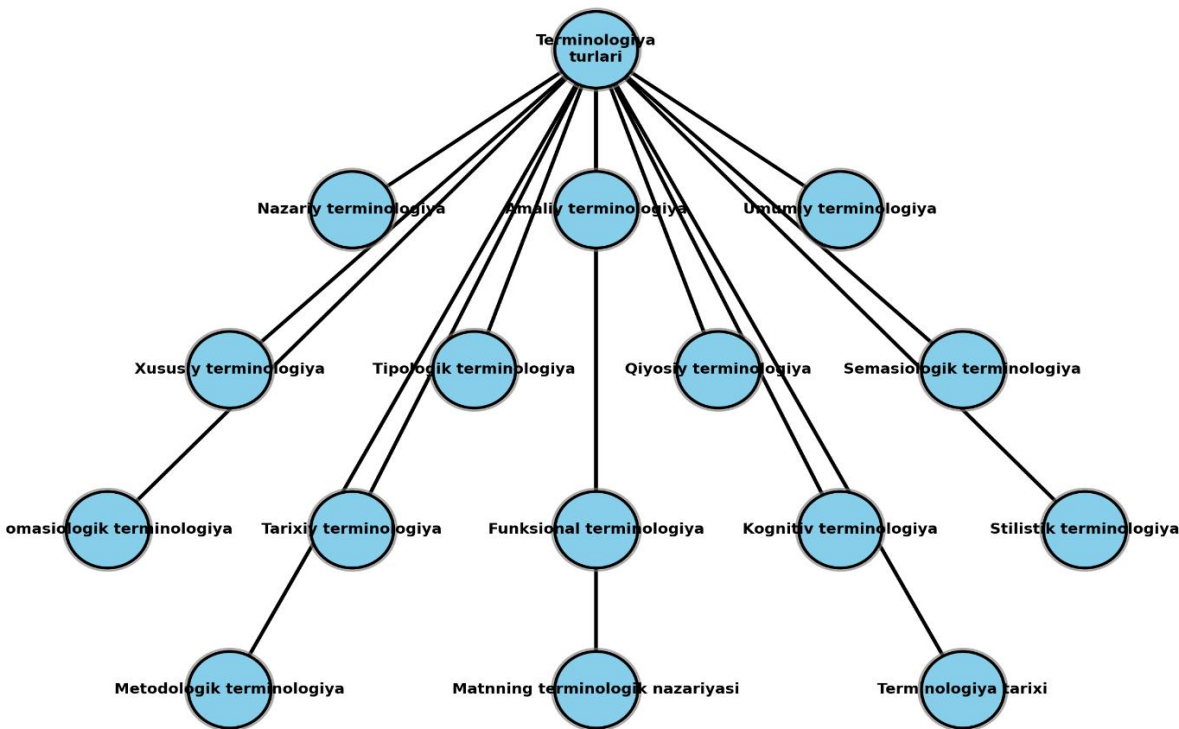 Terminologiya
turlari
Nazariy terminologiya
Amaliy terminologiya
Umumiy terminologiya
Xususiy terminologiya
Tipologik terminologiya
Qiyosiy terminologiya
Semasiologik terminologiya
omasiologik terminologiya
Tarixiy terminologiya
Funksional terminologiya
Kognitiv terminologiya
Stilistik terminologiya
Metodologik terminologiya
Matnning terminologik nazariyasi
Terminologiya tarixi